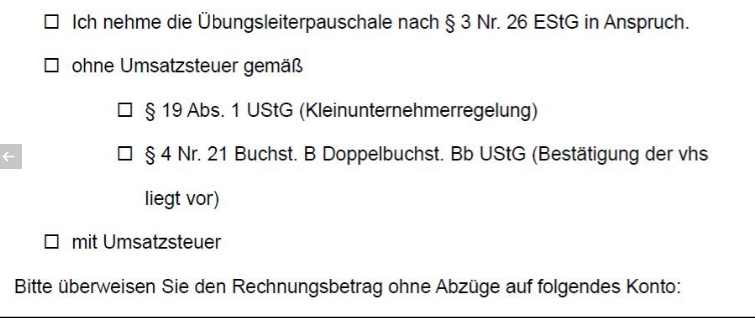 ☐ Ich nehme die Übungsleiterpauschale nach § 3 Nr. 26 EStG in Anspruch.
☐ ohne Umsatzsteuer gemäß
☐ § 19 Abs. 1 UStG (Kleinunternehmerregelung)
☐ § 4 Nr. 21 Buchst. B Doppelbuchst. Bb UStG (Bestätigung der vhs
liegt vor)
☐ mit Umsatzsteuer
Bitte überweisen Sie den Rechnungsbetrag ohne Abzüge auf folgendes Konto: